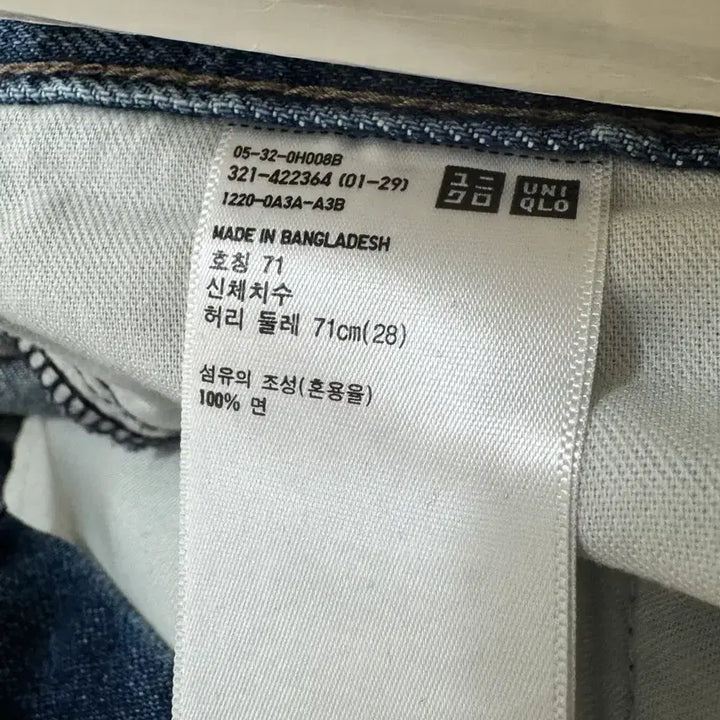 05-32-0H008B
321-422364 (01-29)
1220-0A3A-A3B
ユニ
クロ
UNI
QLO
MADE IN BANGLADESH
호칭 71
신체치수
허리 둘레 71cm(28)
섬유의 조성(혼용율)
100% 면